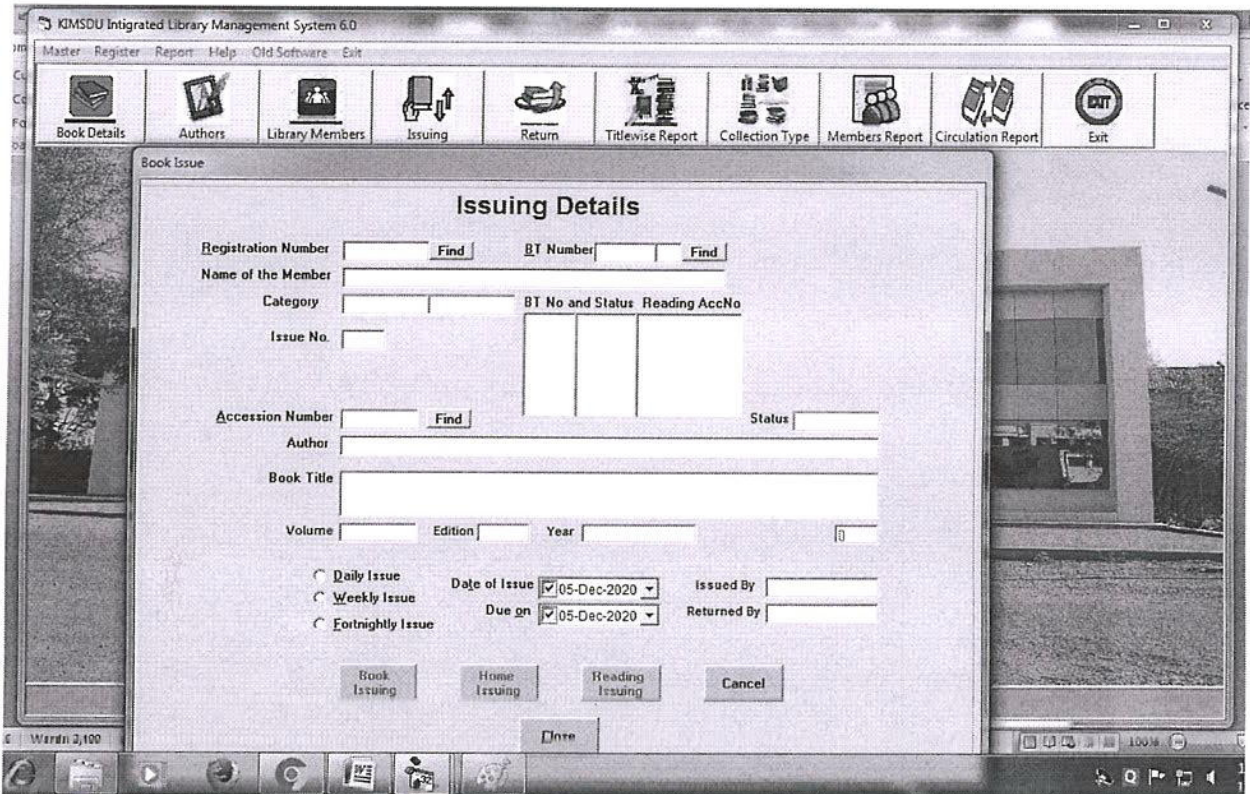 KIMSDU Intigrated Library Management System 6.0
Master Register Report Help Old Software Exit
Book Details Authors Library Members Issuing Return Titlewise Report Collection Type Members Report Circulation Report Exit
EXIT
Book Issue
Issuing Details
Registration Number Find BT Number Find
Name of the Member
Category BT No and Status Reading AccNo
Issue No.
Accession Number Find Status
Author
Book Title
Volume Edition Year 0
Daily Issue Date of Issue 05-Dec-2020 Issued By
Weekly Issue
Due on 05-Dec-2020 Returned By
Fortnightly Issue
Book Issuing Home Issuing Reading Issuing Cancel
Close
Words: 2,100 100%